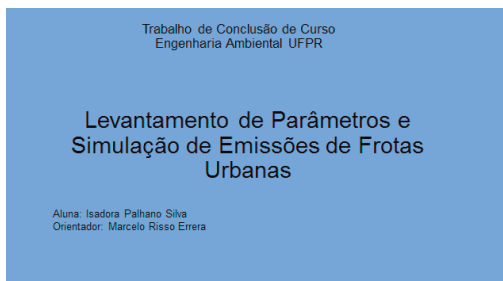 Trabalho de Conclusão de Curso
Engenharia Ambiental UFPR
Levantamento de Parâmetros e
Simulação de Emissões de Frotas
Urbanas
Aluna: Isadora Palhano Silva
Orientador: Marcelo Risso Errera